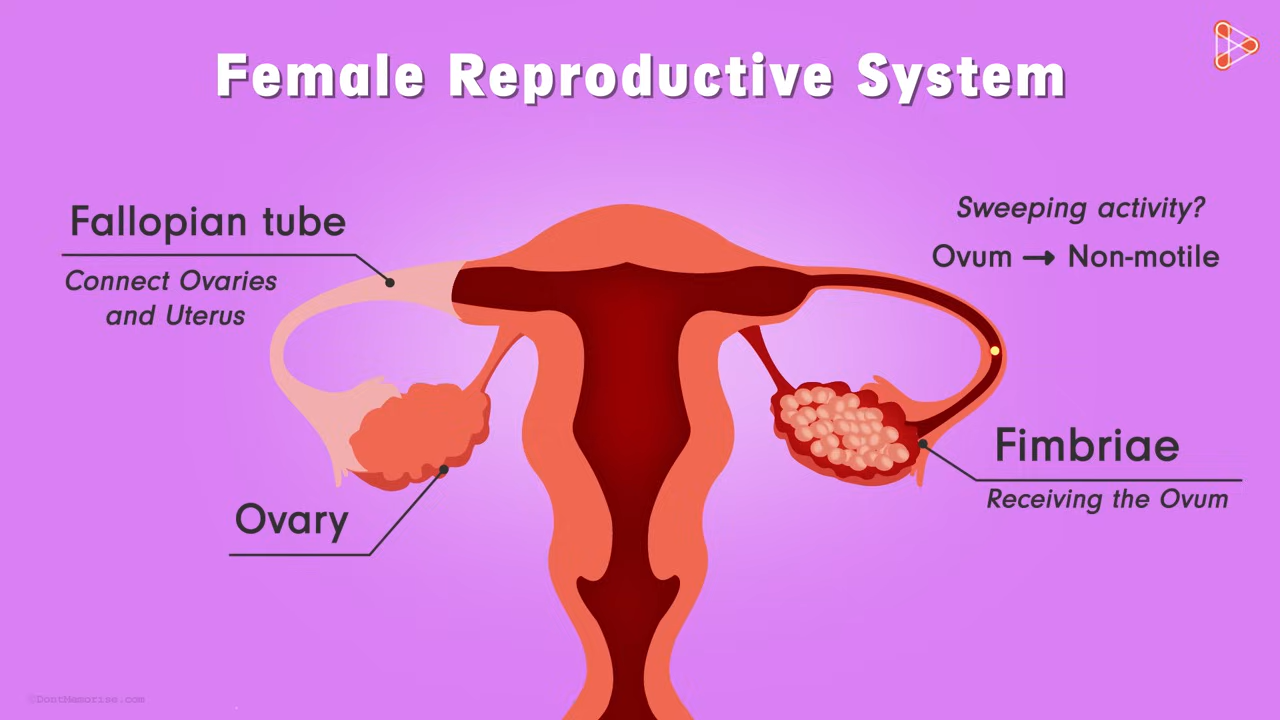 Female Reproductive System
Fallopian tube
Connect Ovaries
and Uterus
Sweeping activity?
Ovum → Non-motile
Ovary
Fimbriae
Receiving the Ovum
©DontMemorise.com